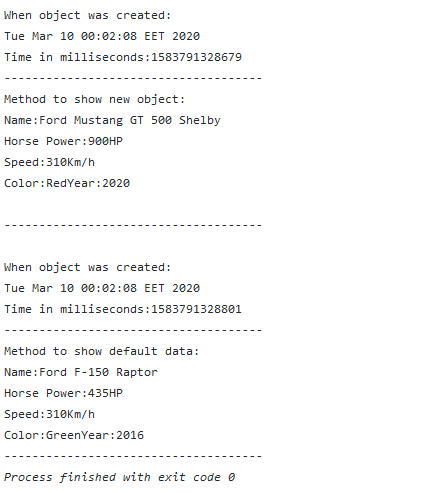 When object was created:
Tue Mar 10 00:02:08 EET 2020
Time in milliseconds:1583791328679
-------------------------------------
Method to show new object:
Name:Ford Mustang GT 500 Shelby
Horse Power:900HP
Speed:310Km/h
Color:RedYear:2020
-------------------------------------
When object was created:
Tue Mar 10 00:02:08 EET 2020
Time in milliseconds:1583791328801
-------------------------------------
Method to show default data:
Name:Ford F-150 Raptor
Horse Power:435HP
Speed:310Km/h
Color:GreenYear:2016
-------------------------------------
Process finished with exit code 0